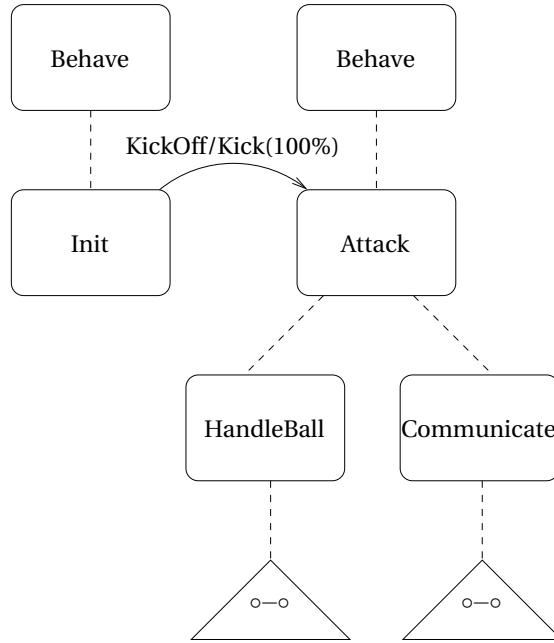 Behave
Behave
KickOff/Kick(100%)
Init
Attack
HandleBall
Communicate